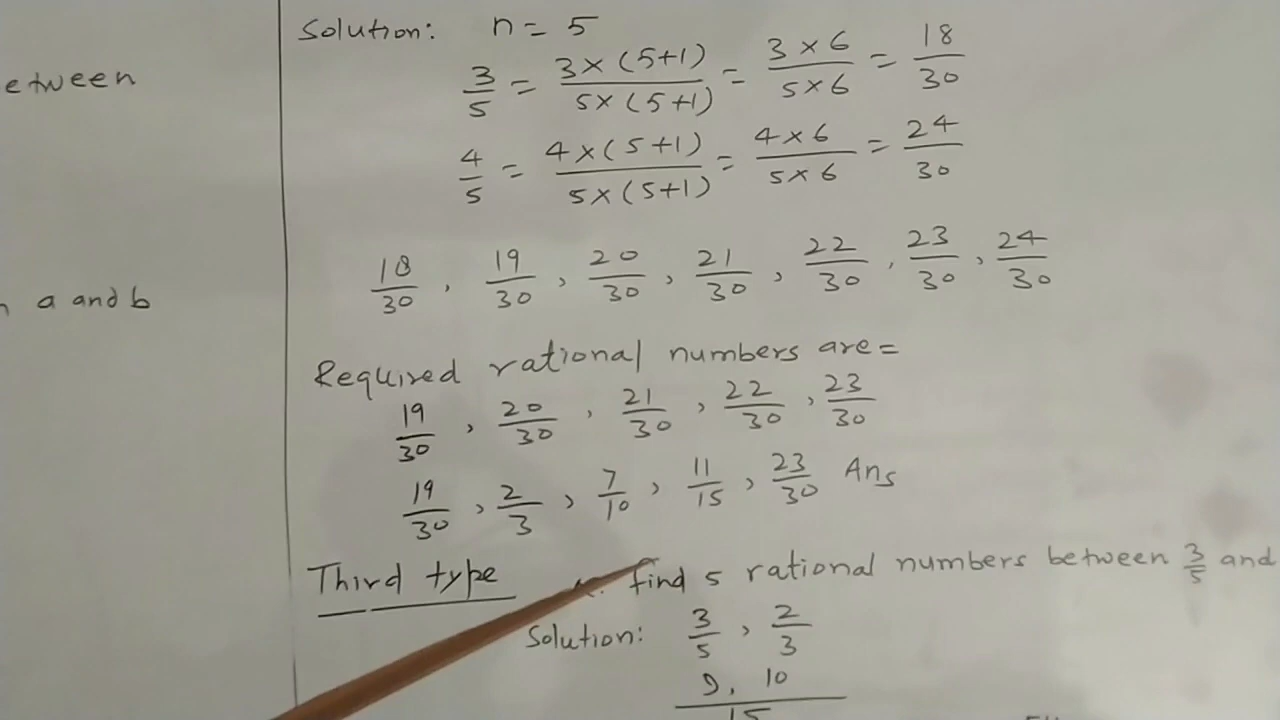 etween
a and b
Solution: n = 5
3/5 = 3×(5+1)/5×(5+1) = 3×6/5×6 = 18/30
4/5 = 4×(5+1)/5×(5+1) = 4×6/5×6 = 24/30
18/30, 19/30, 20/30, 21/30, 22/30, 23/30, 24/30
Required rational numbers are=
19/30, 20/30, 21/30, 22/30, 23/30
19/30, 2/3, 7/10, 11/15, 23/30 Ans
Third type find 5 rational numbers between 3/5 and
Solution: 3/5, 2/3
9, 10/15